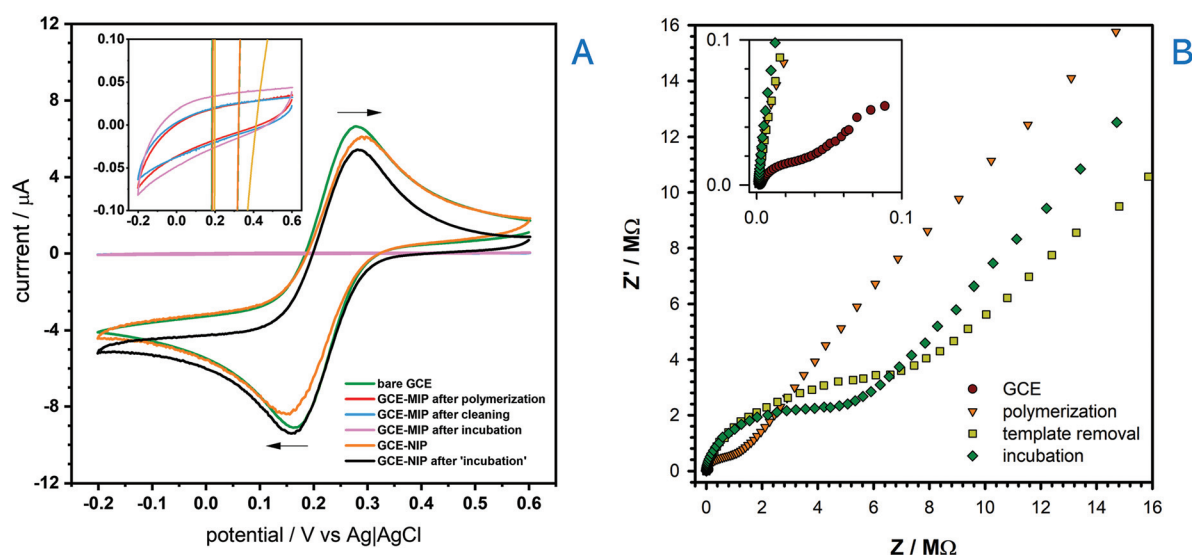 A
12
8
4
0
-4
-8
-12
currrent / µA
0.10
0.05
0.00
-0.05
-0.10
-0.2 0.0 0.2 0.4 0.6
bare GCE
GCE-MIP after polymerization
GCE-MIP after cleaning
GCE-MIP after incubation
GCE-NIP
GCE-NIP after 'incubation'
-0.2 -0.1 0.0 0.1 0.2 0.3 0.4 0.5 0.6
potential / V vs Ag|AgCl
B
16
14
12
10
8
6
4
2
0
Z' / MΩ
0.1
0.0
0.0 0.1
GCE
polymerization
template removal
incubation
0 2 4 6 8 10 12 14 16
Z / MΩ